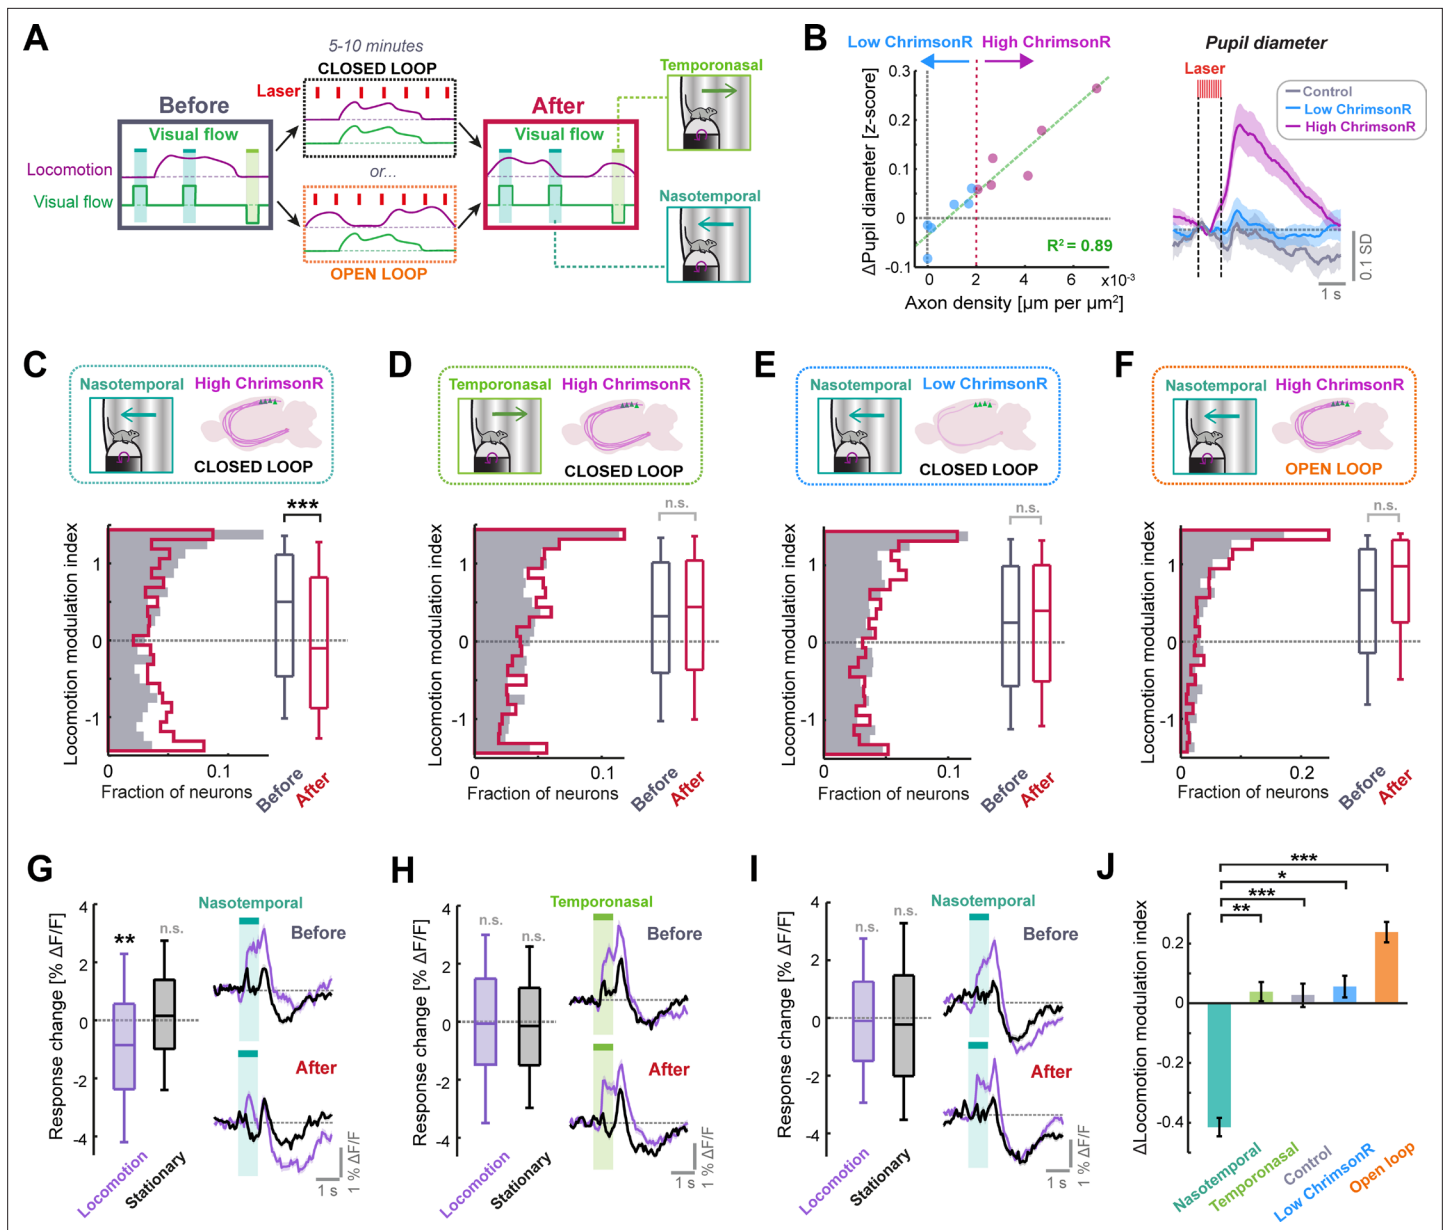 A
5-10 minutes
CLOSED LOOP
Laser
Before
Visual flow
Locomotion
Visual flow
or...
OPEN LOOP
After
Visual flow
Temporonasal
Nasotemporal
B
Low ChrimsonR
High ChrimsonR
ΔPupil diameter [z-score]
0.3
0.2
0.1
0
-0.1
R² = 0.89
0
2
4
6
x10⁻³
Axon density [µm per µm²]
Pupil diameter
Laser
Control
Low ChrimsonR
High ChrimsonR
0.1 SD
1 s
C
Nasotemporal
High ChrimsonR
CLOSED LOOP
***
Locomotion modulation index
1
0
-1
0
0.1
Fraction of neurons
Before
After
D
Temporonasal
High ChrimsonR
CLOSED LOOP
n.s.
Locomotion modulation index
1
0
-1
0
0.1
Fraction of neurons
Before
After
E
Nasotemporal
Low ChrimsonR
CLOSED LOOP
n.s.
Locomotion modulation index
1
0
-1
0
0.1
Fraction of neurons
Before
After
F
Nasotemporal
High ChrimsonR
OPEN LOOP
n.s.
Locomotion modulation index
1
0
-1
0
0.2
Fraction of neurons
Before
After
G
Response change [% ΔF/F]
4
2
0
-2
-4
**
n.s.
Locomotion
Stationary
Nasotemporal
Before
After
1 % ΔF/F
1 s
H
Response change [% ΔF/F]
4
2
0
-2
-4
n.s.
n.s.
Locomotion
Stationary
Temporonasal
Before
After
1 % ΔF/F
1 s
I
Response change [% ΔF/F]
4
2
0
-2
-4
n.s.
n.s.
Locomotion
Stationary
Nasotemporal
Before
After
1 % ΔF/F
1 s
J
***
*
***
**
ΔLocomotion modulation index
0.2
0
-0.2
-0.4
Nasotemporal
Temporonasal
Control
Low ChrimsonR
Open loop